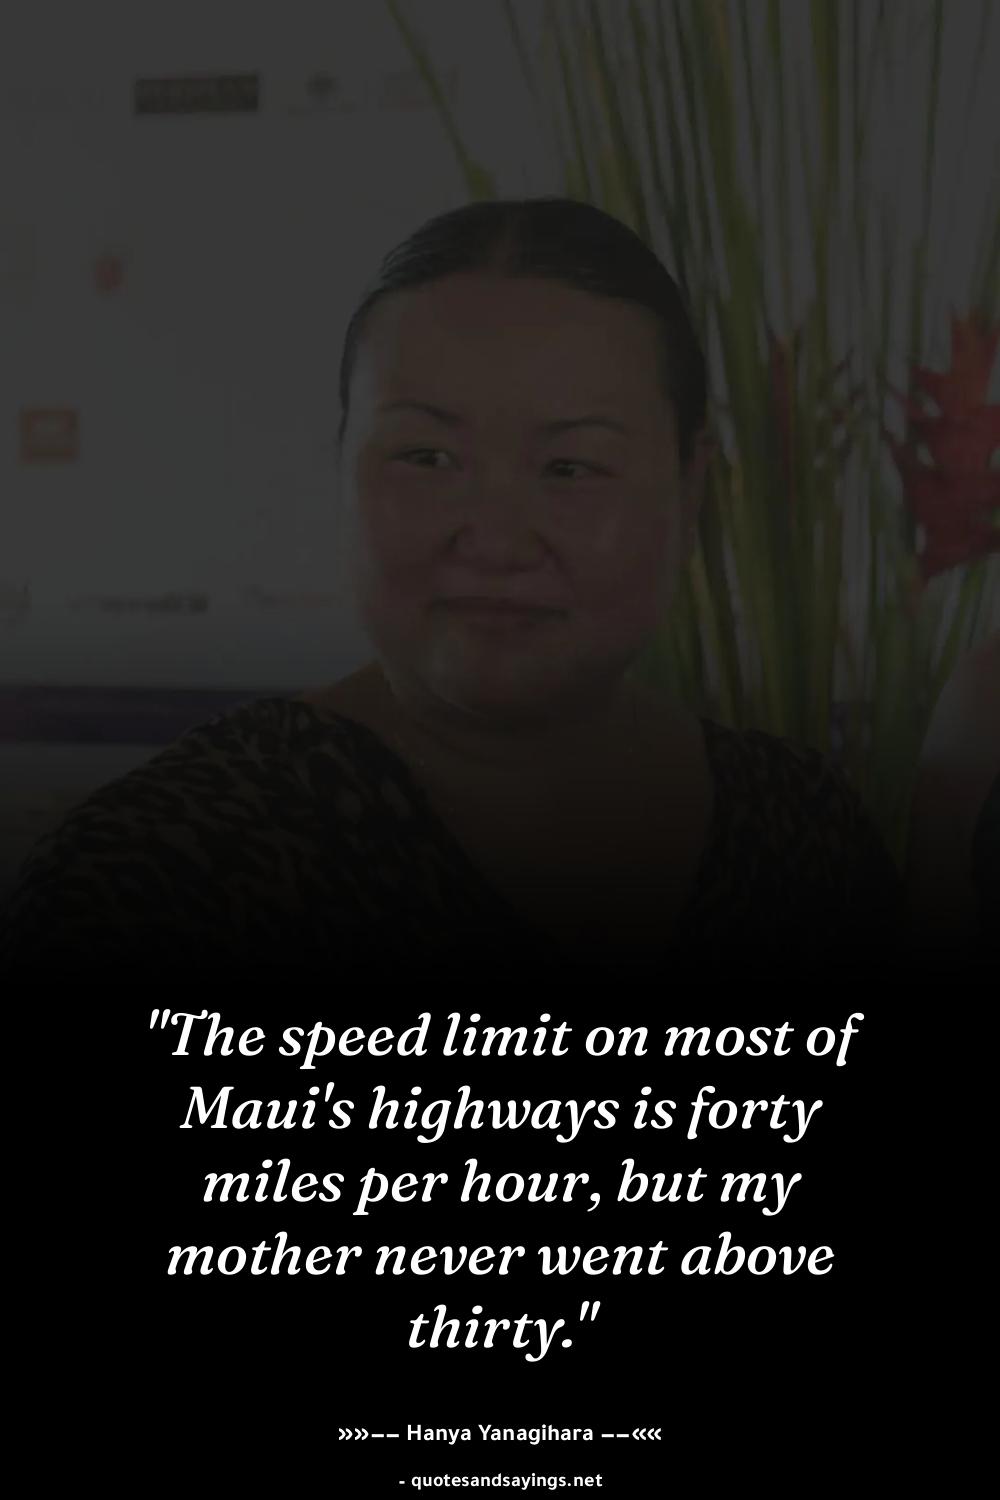 "The speed limit on most of
Maui's highways is forty
miles per hour, but my
mother never went above
thirty."
»»−− Hanya Yanagihara −−««
- quotesandsayings.net